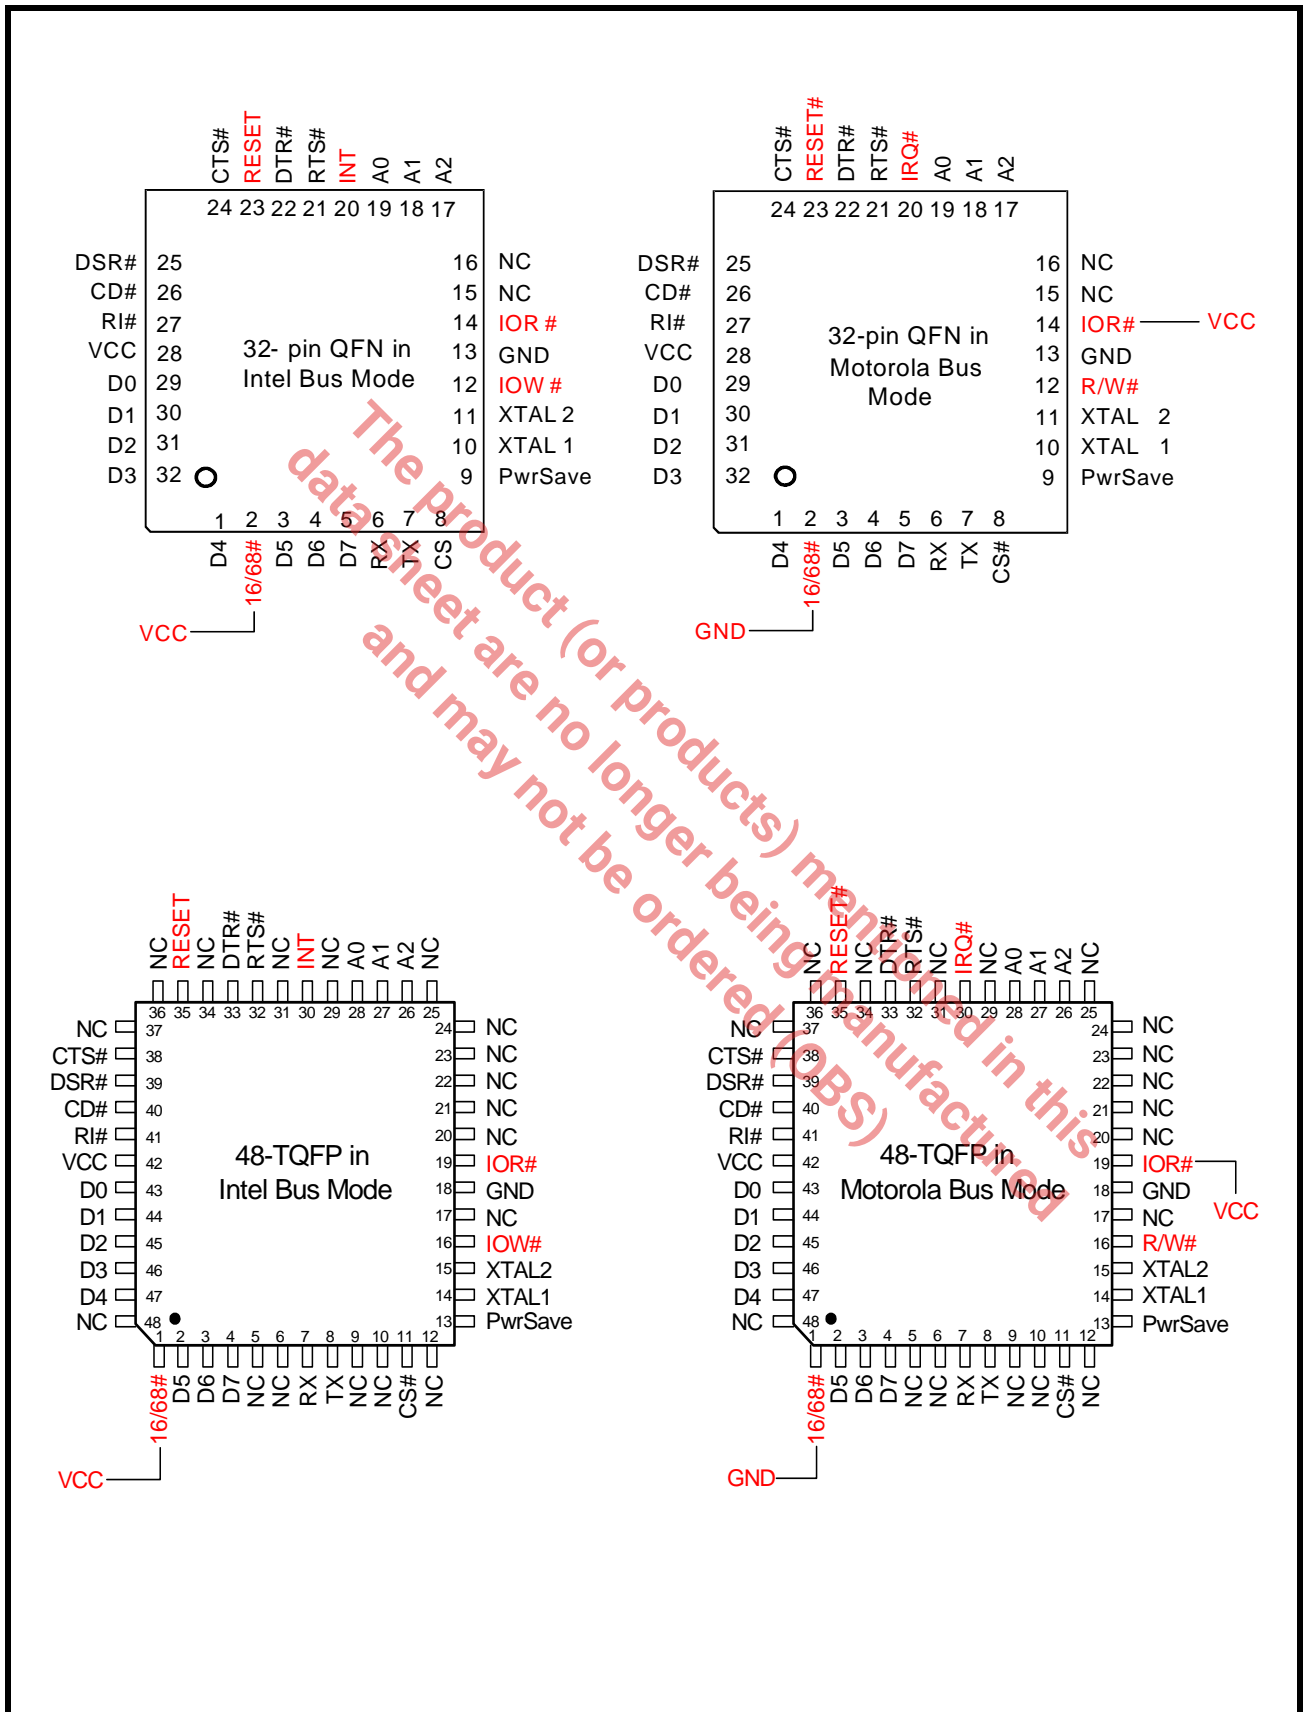 CTS# RESET DTR# RTS# INT A0 A1 A2
24 23 22 21 20 19 18 17
DSR# 25 16 NC
CD# 26 15 NC
RI# 27 14 IOR #
VCC 28 13 GND
D0 29 12 IOW #
D1 30 11 XTAL 2
D2 31 10 XTAL 1
D3 32 9 PwrSave
32- pin QFN in
Intel Bus Mode
1 2 3 4 5 6 7 8
D4 16/68# D5 D6 D7 RX TX CS
VCC
CTS# RESET# DTR# RTS# IRQ# A0 A1 A2
24 23 22 21 20 19 18 17
DSR# 25 16 NC
CD# 26 15 NC
RI# 27 14 IOR# VCC
VCC 28 13 GND
D0 29 12 R/W#
D1 30 11 XTAL 2
D2 31 10 XTAL 1
D3 32 9 PwrSave
32-pin QFN in
Motorola Bus
Mode
1 2 3 4 5 6 7 8
D4 16/68# D5 D6 D7 RX TX CS#
GND
The product (or products) mentioned in this
data sheet are no longer being manufactured
and may not be ordered (OBS)
NC RESET NC DTR# RTS# NC INT NC A0 A1 A2 NC
36 35 34 33 32 31 30 29 28 27 26 25
NC 37 24 NC
CTS# 38 23 NC
DSR# 39 22 NC
CD# 40 21 NC
RI# 41 20 NC
VCC 42 19 IOR#
D0 43 18 GND
D1 44 17 NC
D2 45 16 IOW#
D3 46 15 XTAL2
D4 47 14 XTAL1
NC 48 13 PwrSave
48-TQFP in
Intel Bus Mode
1 2 3 4 5 6 7 8 9 10 11 12
16/68# D5 D6 D7 NC NC RX TX NC NC CS# NC
VCC
NC RESET# NC DTR# RTS# NC IRQ# NC A0 A1 A2 NC
36 35 34 33 32 31 30 29 28 27 26 25
NC 37 24 NC
CTS# 38 23 NC
DSR# 39 22 NC
CD# 40 21 NC
RI# 41 20 NC
VCC 42 19 IOR#
D0 43 18 GND
VCC
D1 44 17 NC
D2 45 16 R/W#
D3 46 15 XTAL2
D4 47 14 XTAL1
NC 48 13 PwrSave
48-TQFP in
Motorola Bus Mode
1 2 3 4 5 6 7 8 9 10 11 12
16/68# D5 D6 D7 NC NC RX TX NC NC CS# NC
GND